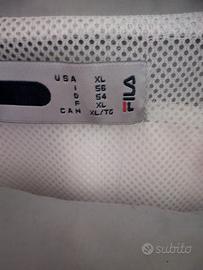 USA XL
I 56
D 54
F XL
CAN XL/TG
FILA
subito